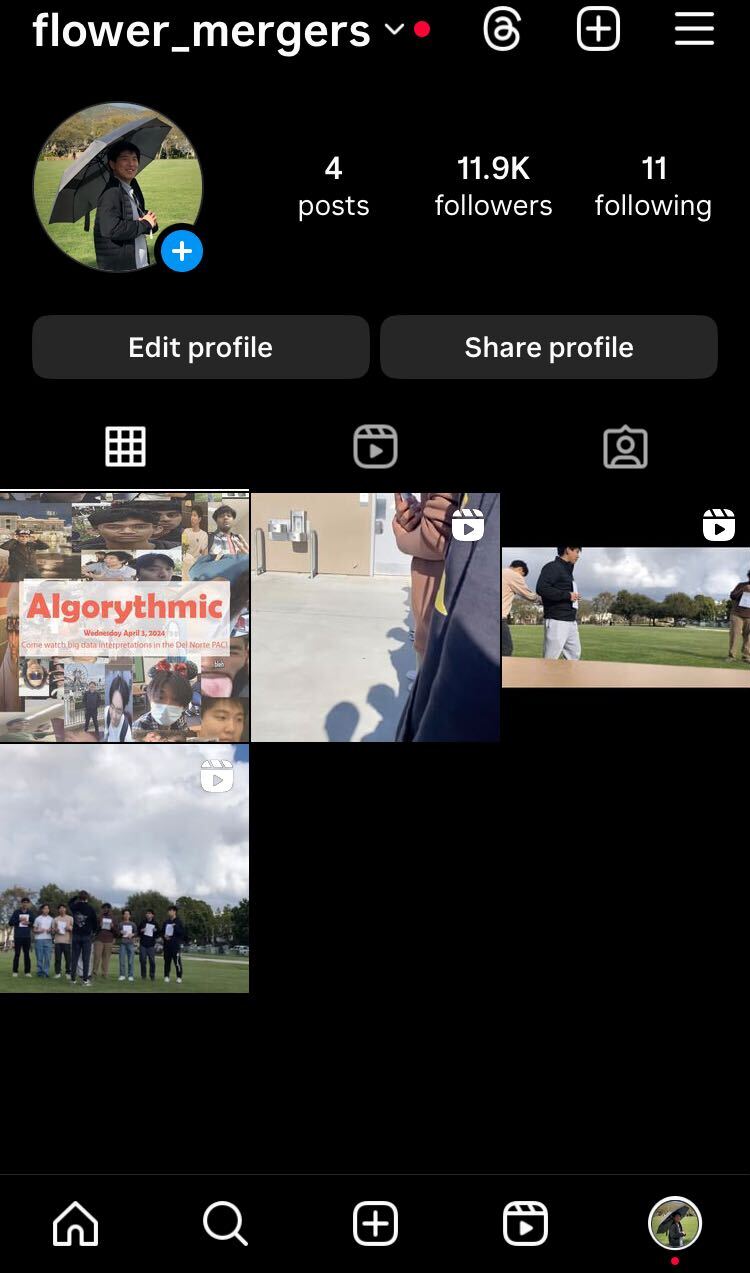 flower_mergers
4
posts
11.9K
followers
11
following
Edit profile
Share profile
Algorythmic
Wednesday April 3, 2024
Come watch big data interpretations in the Del Norte PAC!
blen